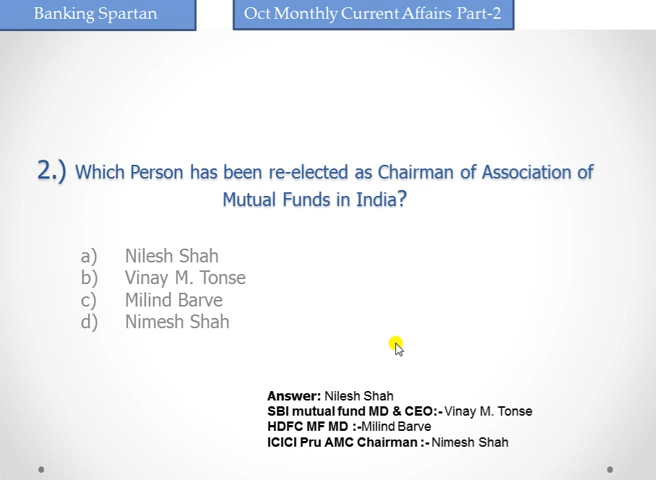 Banking Spartan
Oct Monthly Current Affairs Part-2
2.) Which Person has been re-elected as Chairman of Association of
Mutual Funds in India?
a) Nilesh Shah
b) Vinay M. Tonse
c) Milind Barve
d) Nimesh Shah
Answer: Nilesh Shah
SBI mutual fund MD & CEO:- Vinay M. Tonse
HDFC MF MD :-Milind Barve
ICICI Pru AMC Chairman :- Nimesh Shah